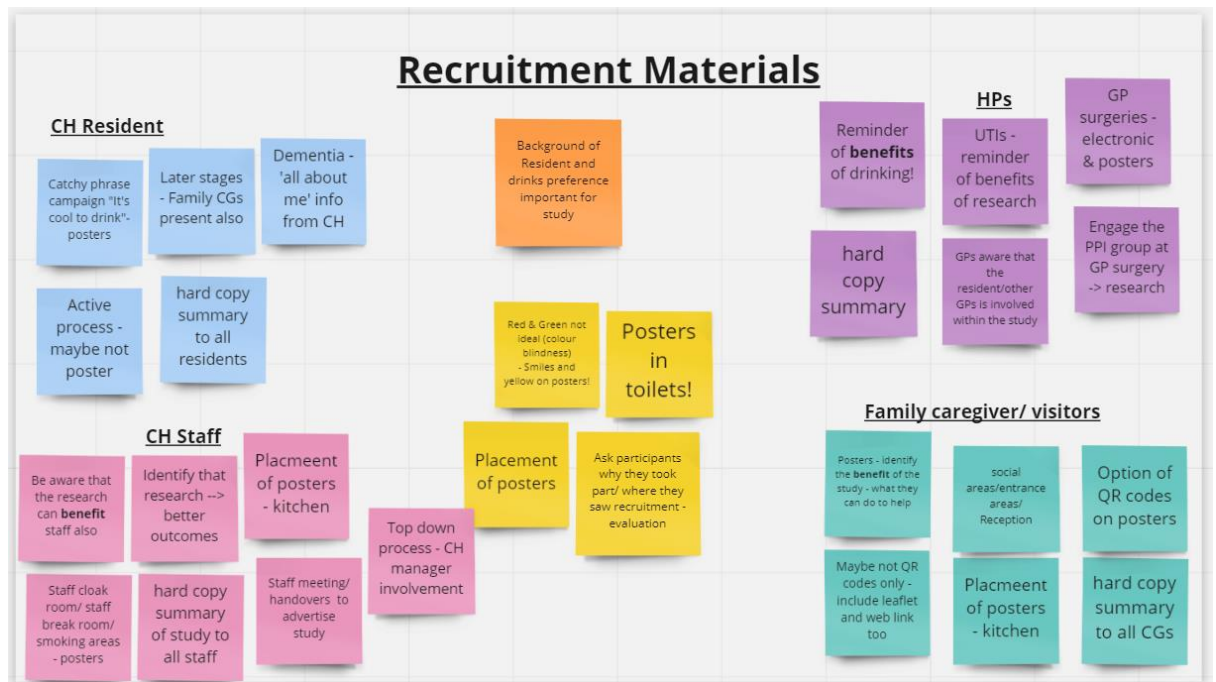 Recruitment Materials
CH Resident
Catchy phrase
campaign "It's
cool to drink"-
posters
Later stages
- Family CGs
present also
Dementia -
'all about
me' info
from CH
Active
process -
maybe not
poster
hard copy
summary
to all
residents
Background of
Resident and
drinks preference
important for
study
Red & Green not
ideal (colour
blindness)
- Smiles and
yellow on posters!
Posters
in
toilets!
Placement
of posters
Ask participants
why they took
part/ where they
saw recruitment -
evaluation
HPs
Reminder
of benefits
of drinking!
UTIs -
reminder
of benefits
of research
GP
surgeries -
electronic
& posters
hard
copy
summary
GPs aware that
the
resident/other
GPs is involved
within the study
Engage the
PPI group at
GP surgery
-> research
CH Staff
Be aware that
the research
can benefit
staff also
Identify that
research -->
better
outcomes
Placmeent
of posters
- kitchen
Top down
process - CH
manager
involvement
Staff cloak
room/ staff
break room/
smoking areas
- posters
hard copy
summary
of study to
all staff
Staff meeting/
handovers to
advertise
study
Family caregiver/ visitors
Posters - identify
the benefit of the
study - what they
can do to help
social
areas/entrance
areas/
Reception
Option of
QR codes
on posters
Maybe not QR
codes only -
include leaflet
and web link
too
Placmeent
of posters
- kitchen
hard copy
summary
to all CGs